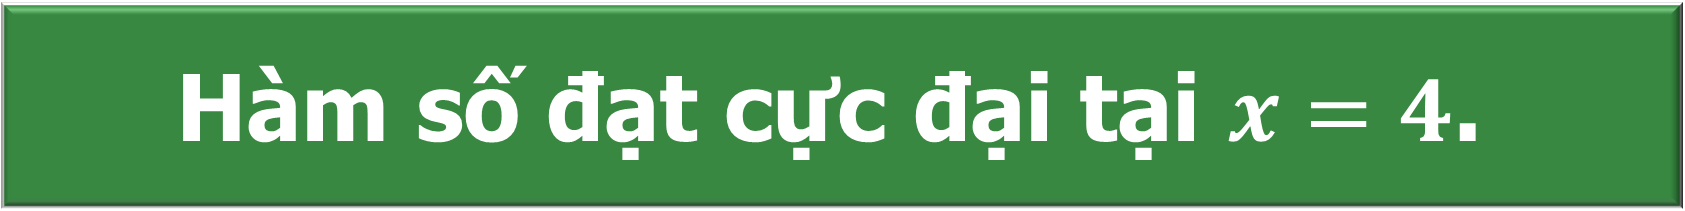 Hàm số đạt cực đại tại x = 4.